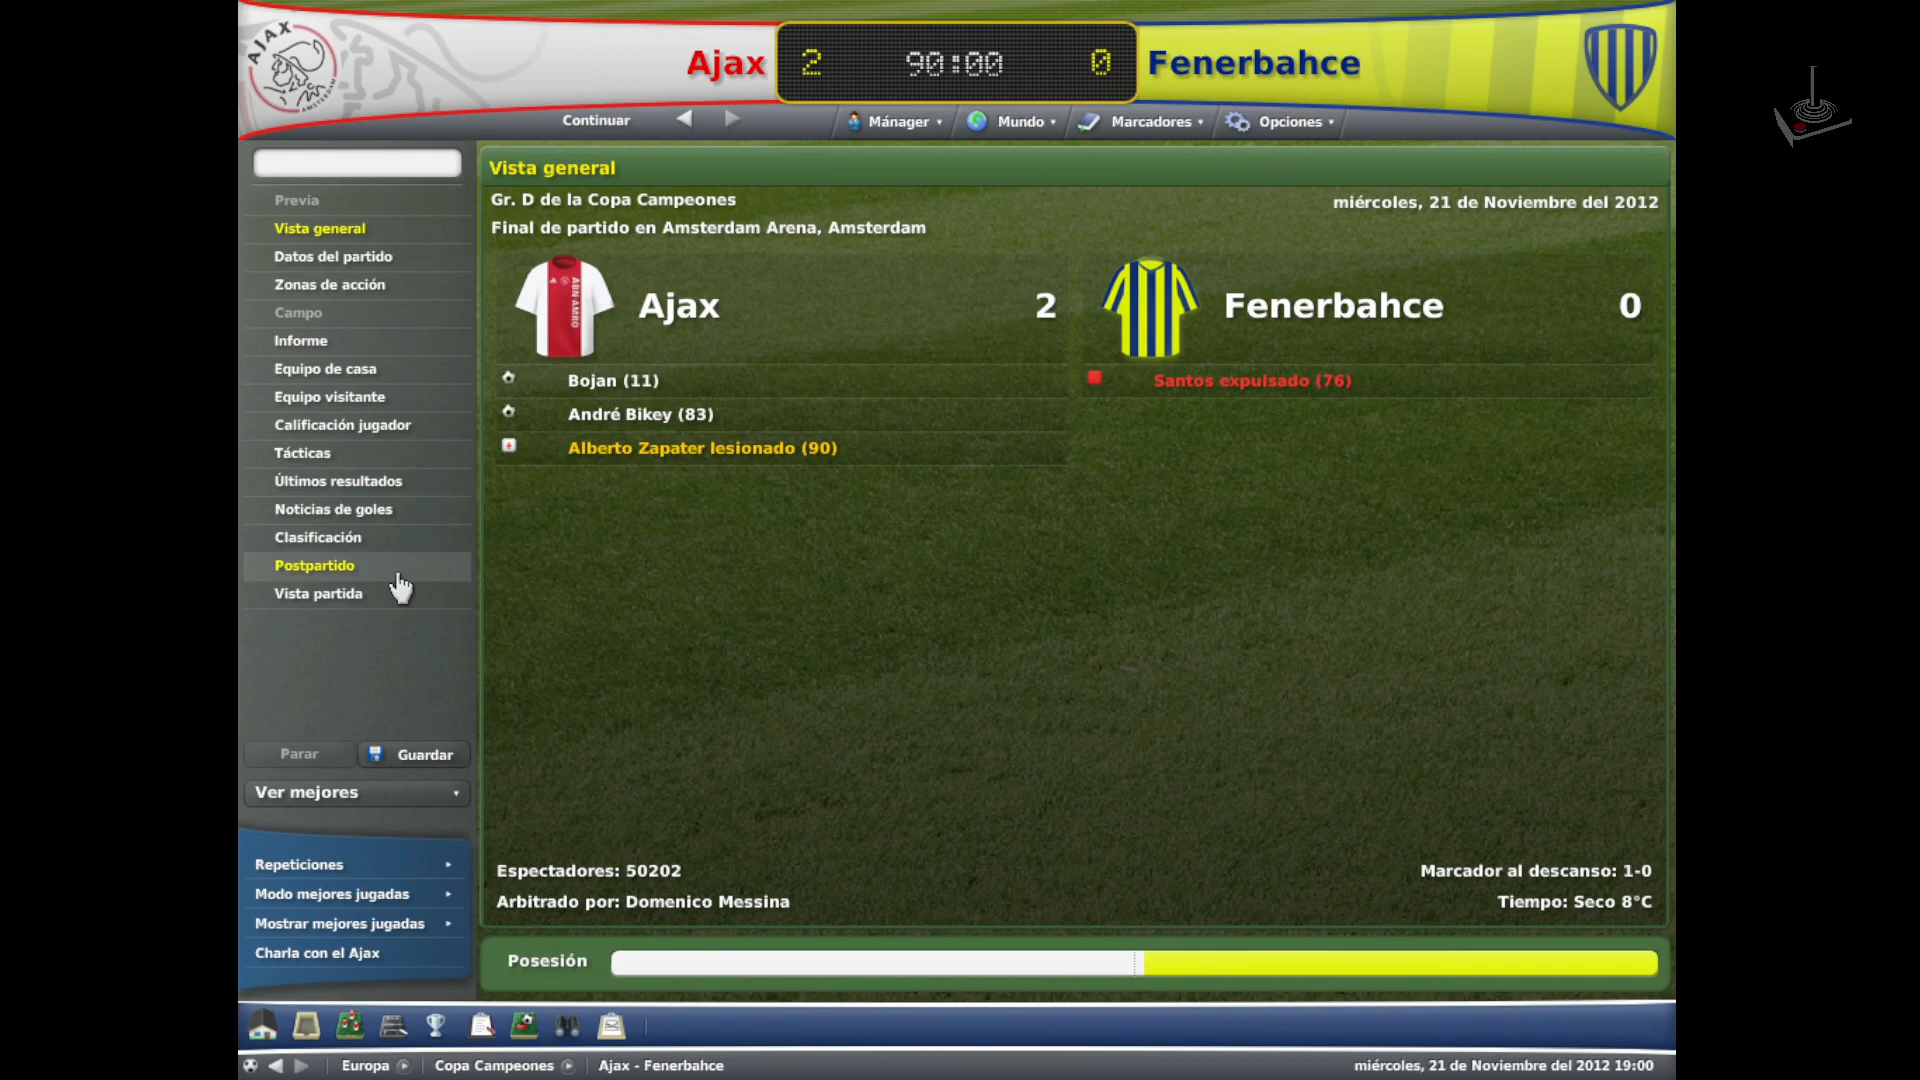 AJAX
AMSTERDAM
Ajax 2 90:00 0 Fenerbahce
Continuar Mánager Mundo Marcadores Opciones
Previa
Vista general
Datos del partido
Zonas de acción
Campo
Informe
Equipo de casa
Equipo visitante
Calificación jugador
Tácticas
Últimos resultados
Noticias de goles
Clasificación
Postpartido
Vista partida
Parar Guardar
Ver mejores
Repeticiones
Modo mejores jugadas
Mostrar mejores jugadas
Charla con el Ajax
Vista general
Gr. D de la Copa Campeones miércoles, 21 de Noviembre del 2012
Final de partido en Amsterdam Arena, Amsterdam
ABN·AMRO
Ajax 2 Fenerbahce 0
Bojan (11) Santos expulsado (76)
André Bikey (83)
Alberto Zapater lesionado (90)
Espectadores: 50202 Marcador al descanso: 1-0
Arbitrado por: Domenico Messina Tiempo: Seco 8°C
Posesión
Europa Copa Campeones Ajax - Fenerbahce miércoles, 21 de Noviembre del 2012 19:00